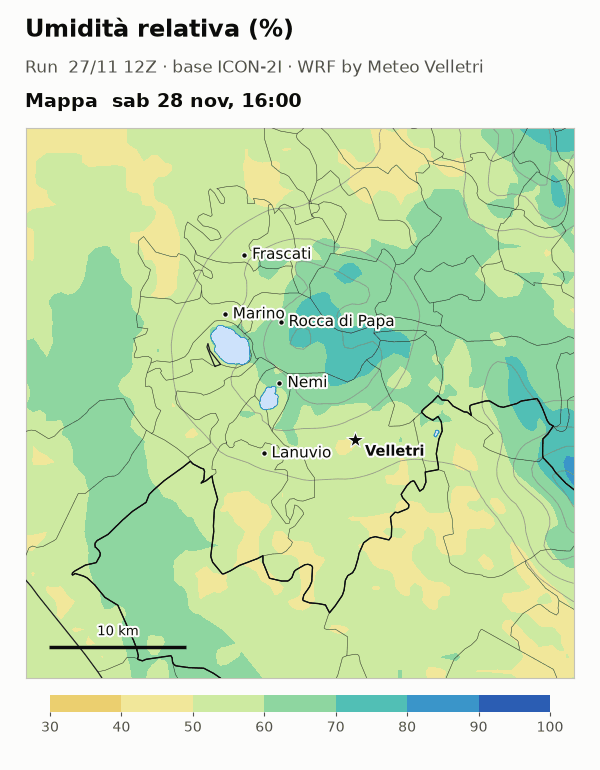 Umidità relativa (%)
Run  27/11 12Z · base ICON-2I · WRF by Meteo Velletri
Mappa  sab 28 nov, 16:00
Frascati
Marino
Rocca di Papa
Nemi
Velletri
Lanuvio
10 km
30 40 50 60 70 80 90 100